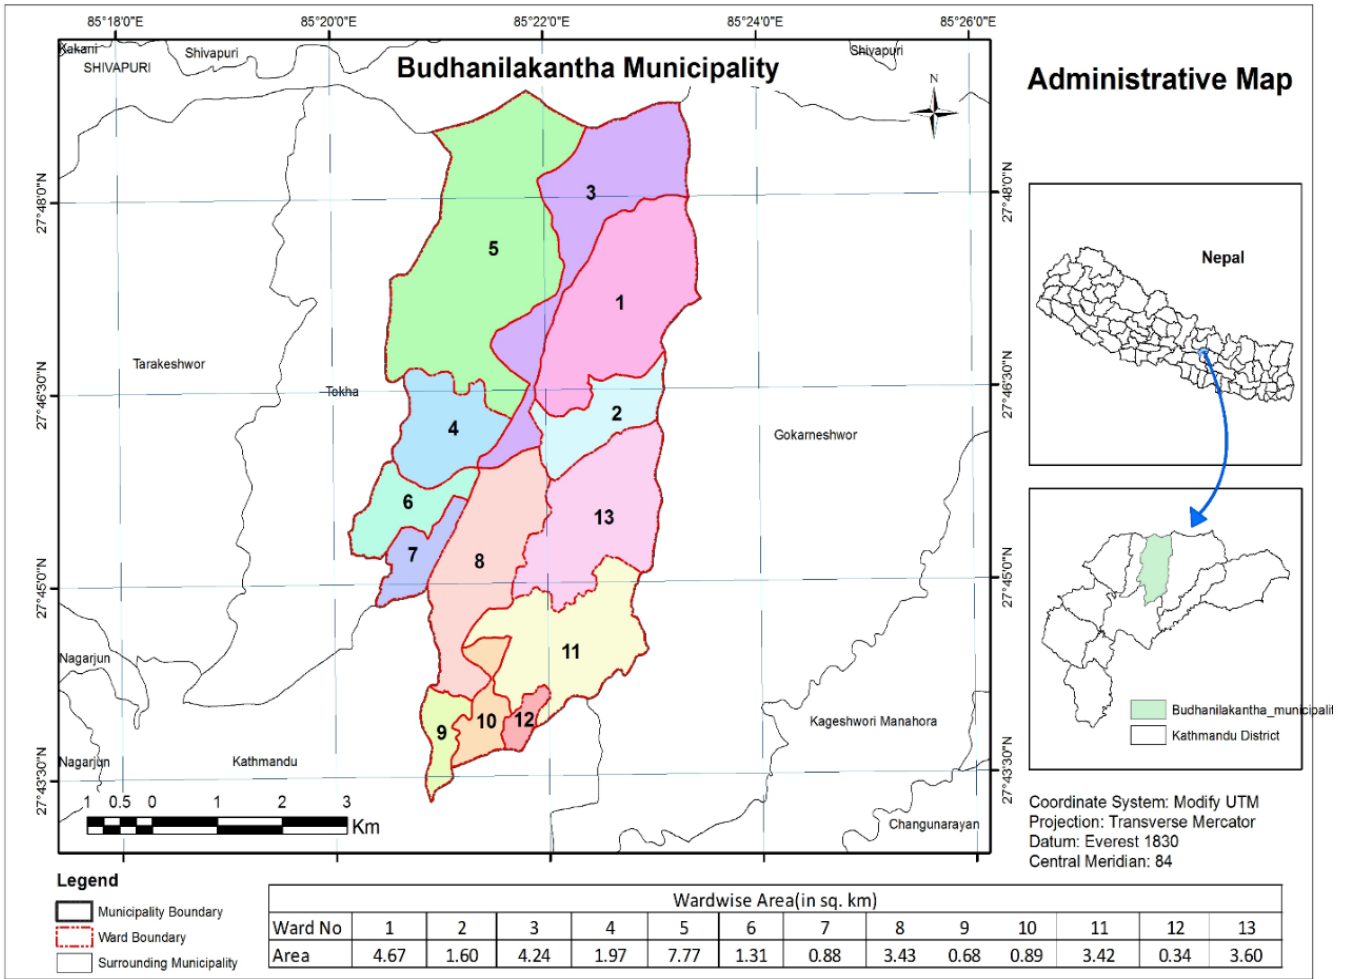 85°18'0"E 85°20'0"E 85°22'0"E 85°24'0"E 85°26'0"E
Kakani Shivapuri Shivapuri
SHIVAPURI
Budhanilakantha Municipality
Administrative Map
N
27°48'0"N 27°48'0"N
3
5
1
Nepal
Tarakeshwor
Tokha
27°46'30"N 27°46'30"N
2
4
Gokarneshwor
6
13
7
8
27°45'0"N 27°45'0"N
11
Nagarjun
10
12
9
Kageshwori Manahora
Budhanilakantha_municipalit
Kathmandu District
Nagarjun
Kathmandu
27°43'30"N 27°43'30"N
1 0.5 0 1 2 3
Km
Changunarayan
Coordinate System: Modify UTM
Projection: Transverse Mercator
Datum: Everest 1830
Central Meridian: 84
Legend
Municipality Boundary
Ward Boundary
Surrounding Municipality
Wardwise Area(in sq. km)
Ward No 1 2 3 4 5 6 7 8 9 10 11 12 13
Area 4.67 1.60 4.24 1.97 7.77 1.31 0.88 3.43 0.68 0.89 3.42 0.34 3.60